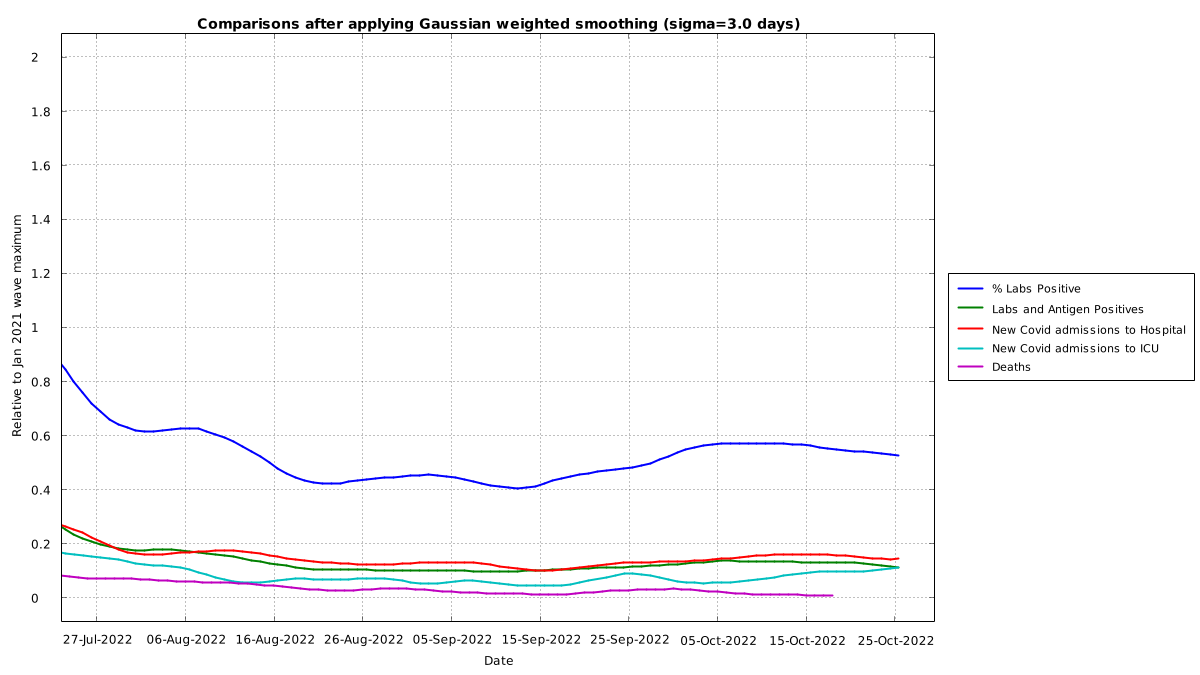 Comparisons after applying Gaussian weighted smoothing (sigma=3.0 days)
Relative to Jan 2021 wave maximum
2
1.8
1.6
1.4
1.2
1
0.8
0.6
0.4
0.2
0
27-Jul-2022 06-Aug-2022 16-Aug-2022 26-Aug-2022 05-Sep-2022 15-Sep-2022 25-Sep-2022 05-Oct-2022 15-Oct-2022 25-Oct-2022
Date
% Labs Positive
Labs and Antigen Positives
New Covid admissions to Hospital
New Covid admissions to ICU
Deaths